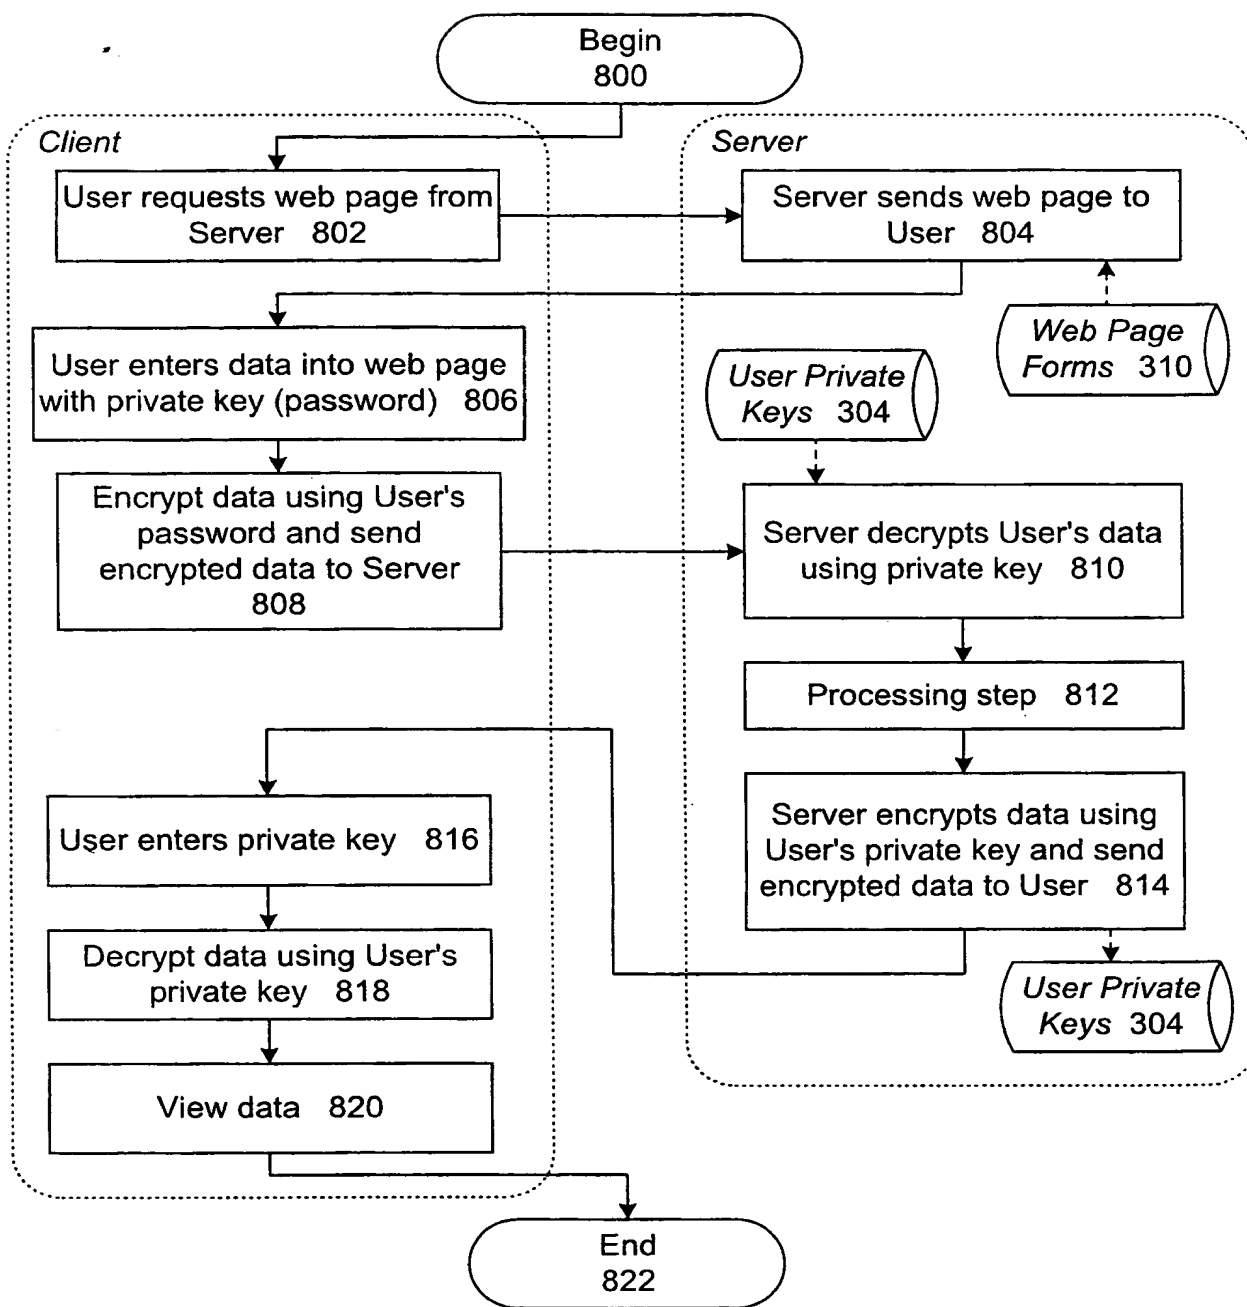 Begin
800
Client
Server
User requests web page from
Server 802
Server sends web page to
User 804
Web Page
Forms 310
User enters data into web page
with private key (password) 806
User Private
Keys 304
Encrypt data using User's
password and send
encrypted data to Server
808
Server decrypts User's data
using private key 810
Processing step 812
User enters private key 816
Server encrypts data using
User's private key and send
encrypted data to User 814
Decrypt data using User's
private key 818
User Private
Keys 304
View data 820
End
822